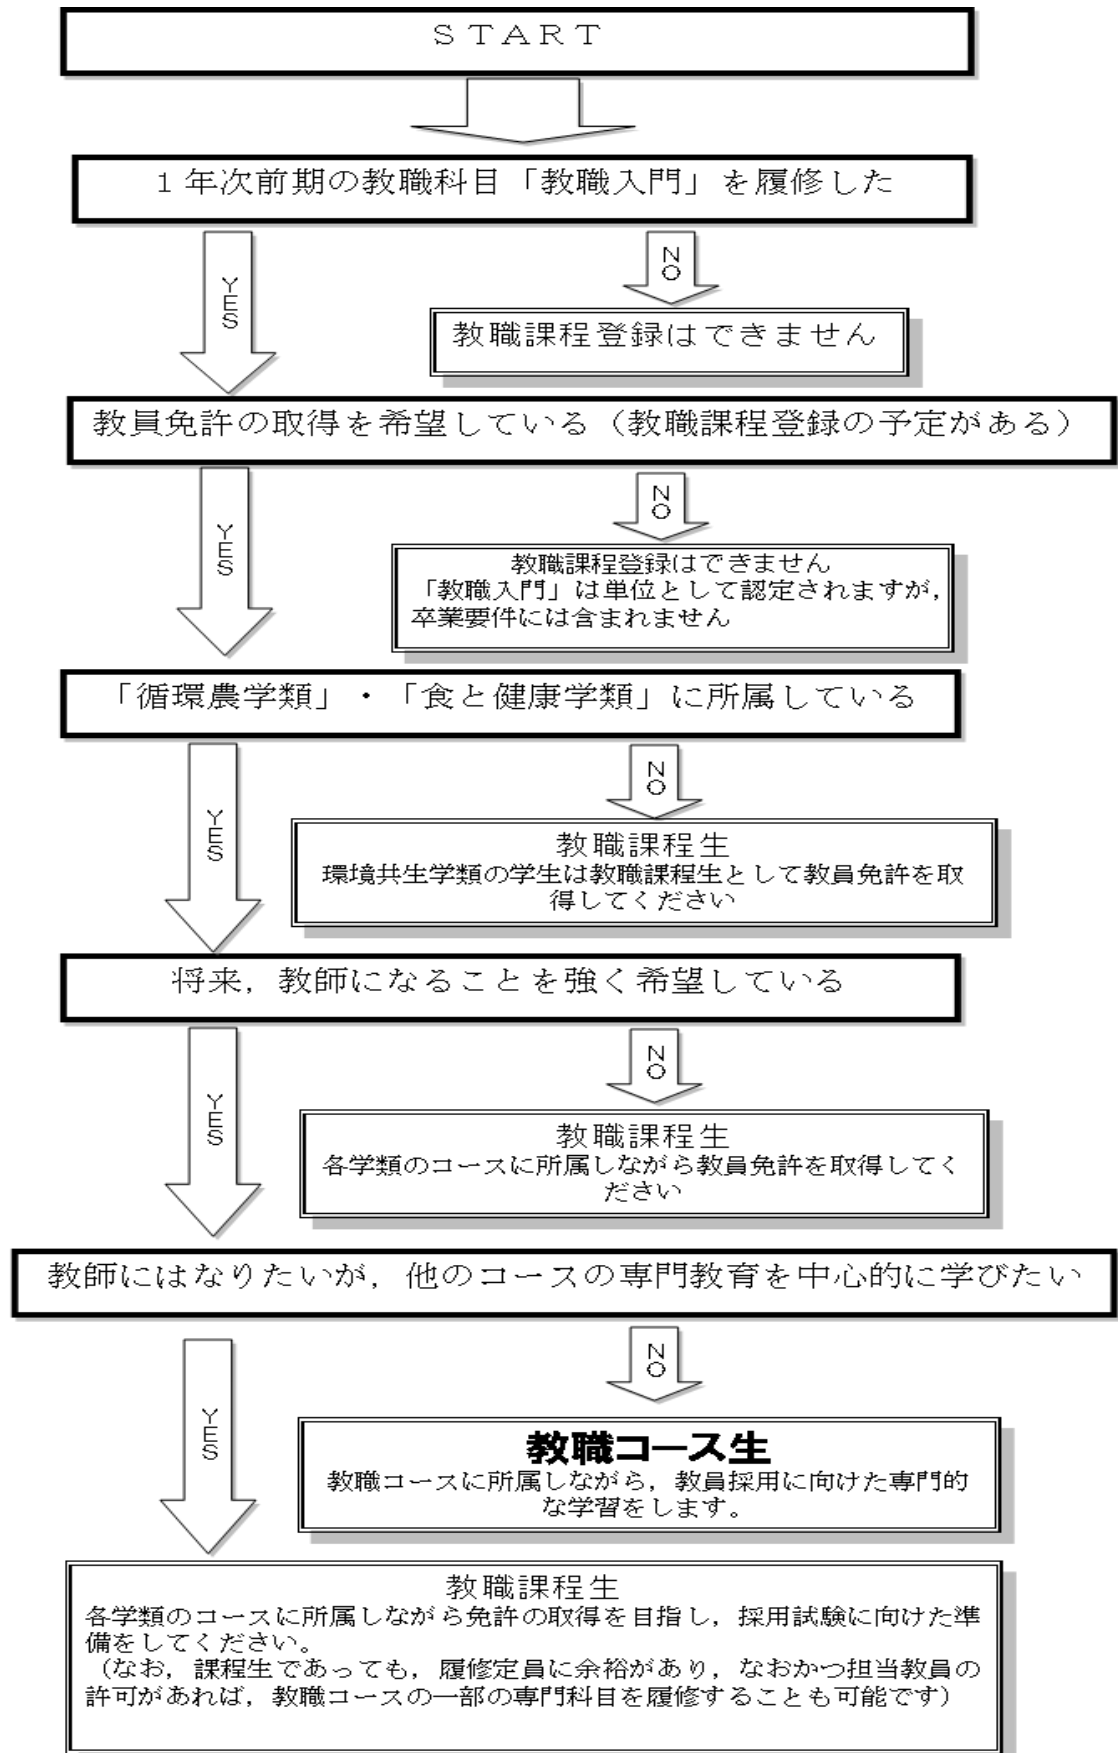 ＳＴＡＲＴ
１年次前期の教職科目「教職入門」を履修した
YES
NO
教職課程登録はできません
教員免許の取得を希望している（教職課程登録の予定がある）
YES
NO
教職課程登録はできません
「教職入門」は単位として認定されますが，
卒業要件には含まれません
「循環農学類」・「食と健康学類」に所属している
YES
NO
教職課程生
環境共生学類の学生は教職課程生として教員免許を取
得してください
将来，教師になることを強く希望している
YES
NO
教職課程生
各学類のコースに所属しながら教員免許を取得してく
ださい
教師にはなりたいが，他のコースの専門教育を中心的に学びたい
YES
NO
教職コース生
教職コースに所属しながら，教員採用に向けた専門的
な学習をします。
教職課程生
各学類のコースに所属しながら免許の取得を目指し，採用試験に向けた準
備をしてください。
（なお，課程生であっても，履修定員に余裕があり，なおかつ担当教員の
許可があれば，教職コースの一部の専門科目を履修することも可能です）